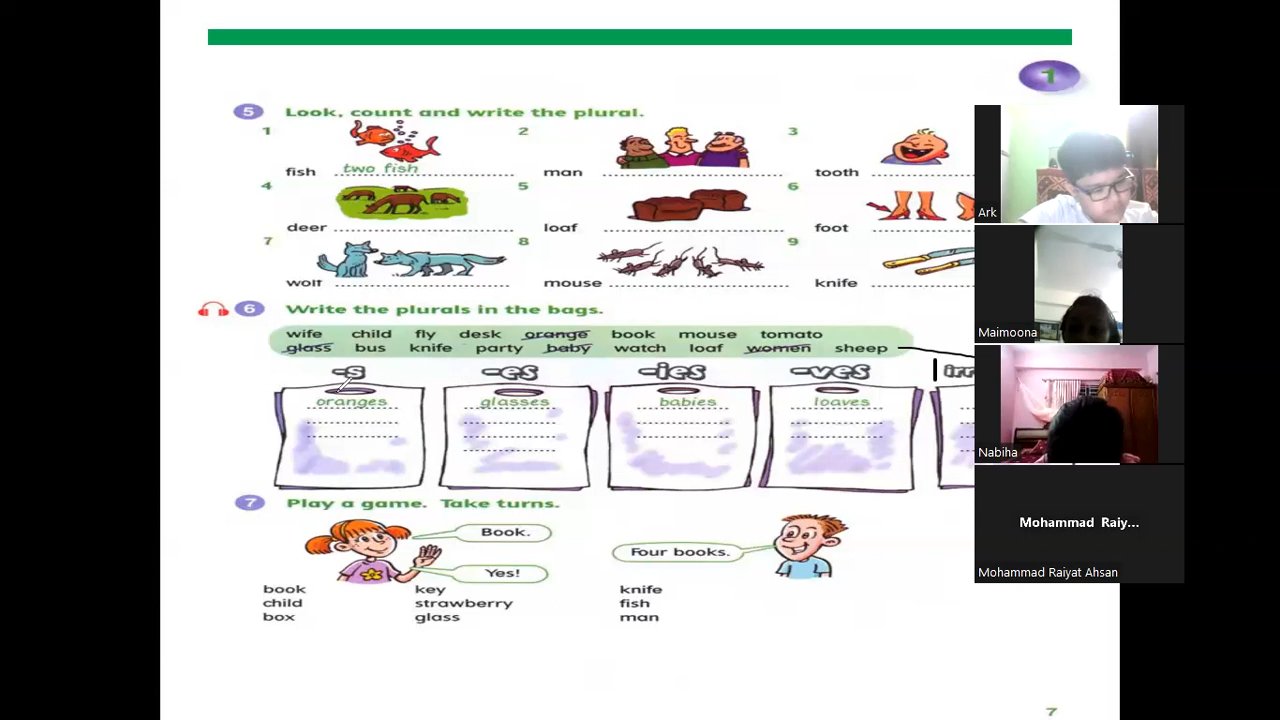 1
5 Look, count and write the plural.
1 2 3
fish two fish man tooth
4 5 6
deer loaf foot
7 8 9
wolf mouse knife
6 Write the plurals in the bags.
wife child fly desk orange book mouse tomato
glass bus knife party baby watch loaf women sheep
-s -es -ies -ves irr
oranges glasses babies loaves
7 Play a game. Take turns.
Book.
Four books.
Yes!
book key knife
child strawberry fish
box glass man
7
Ark
Maimoona
Nabiha
Mohammad Raiy...
Mohammad Raiyat Ahsan